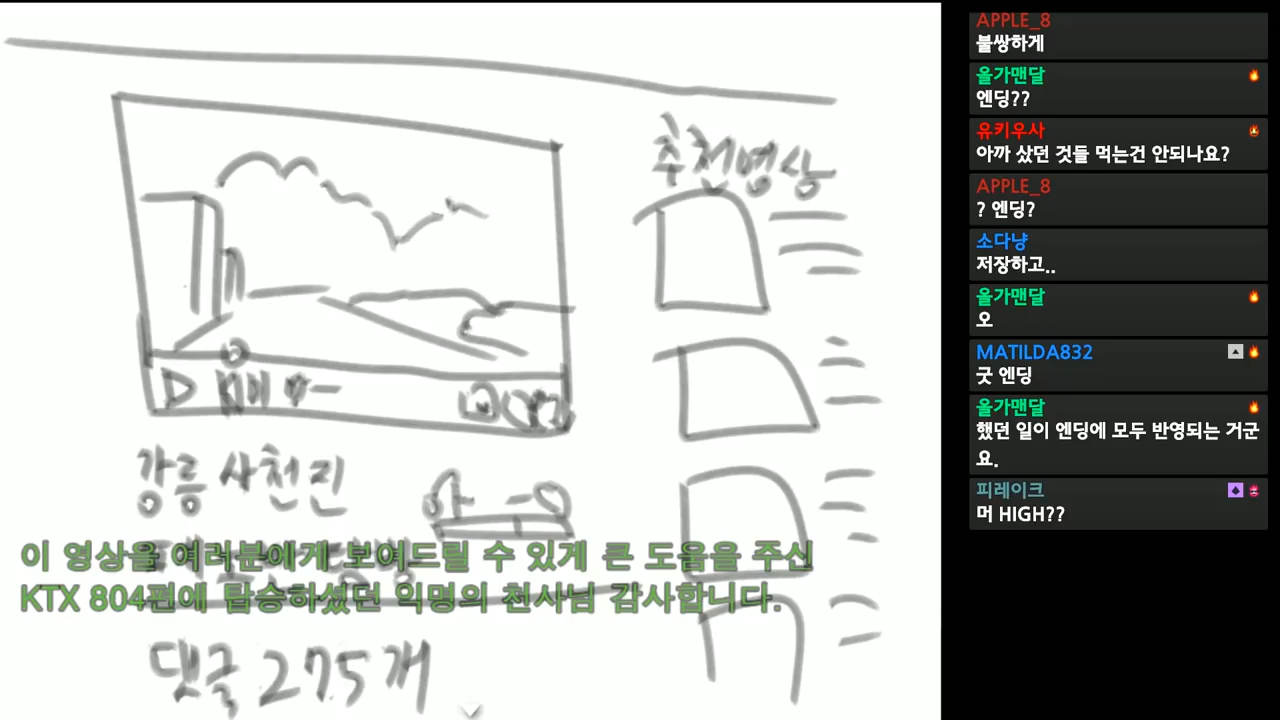 추천영상
강릉 사천진
이 영상을 여러분에게 보여드릴 수 있게 큰 도움을 주신
KTX 804편에 탑승하셨던 익명의 천사님 감사합니다.
댓글 275개
APPLE_8
불쌍하게
올가맨달
엔딩??
유키우사
아까 샀던 것들 먹는건 안되나요?
APPLE_8
? 엔딩?
소다냥
저장하고..
올가맨달
오
MATILDA832
굿 엔딩
올가맨달
했던 일이 엔딩에 모두 반영되는 거군
요.
피레이크
머 HIGH??